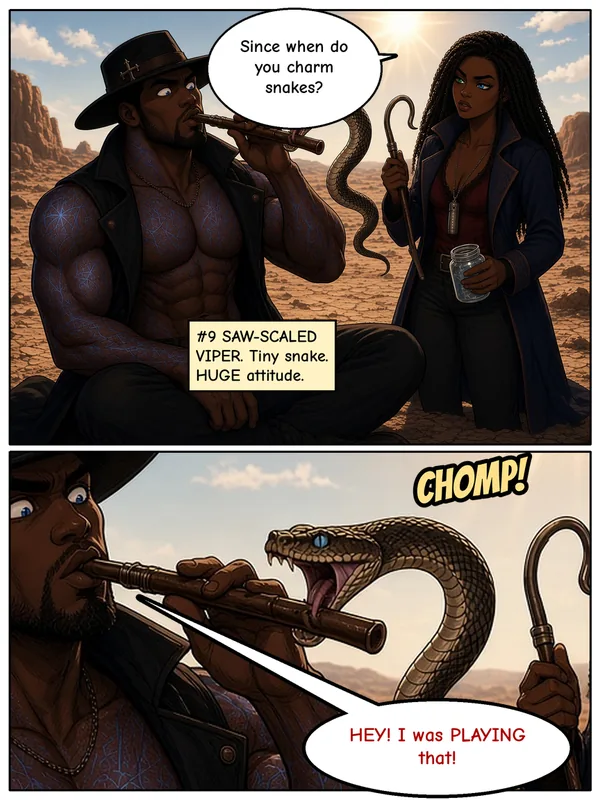 Since when do
you charm
snakes?
#9 SAW-SCALED
VIPER. Tiny snake.
HUGE attitude.
CHOMP!
HEY! I was PLAYING
that!